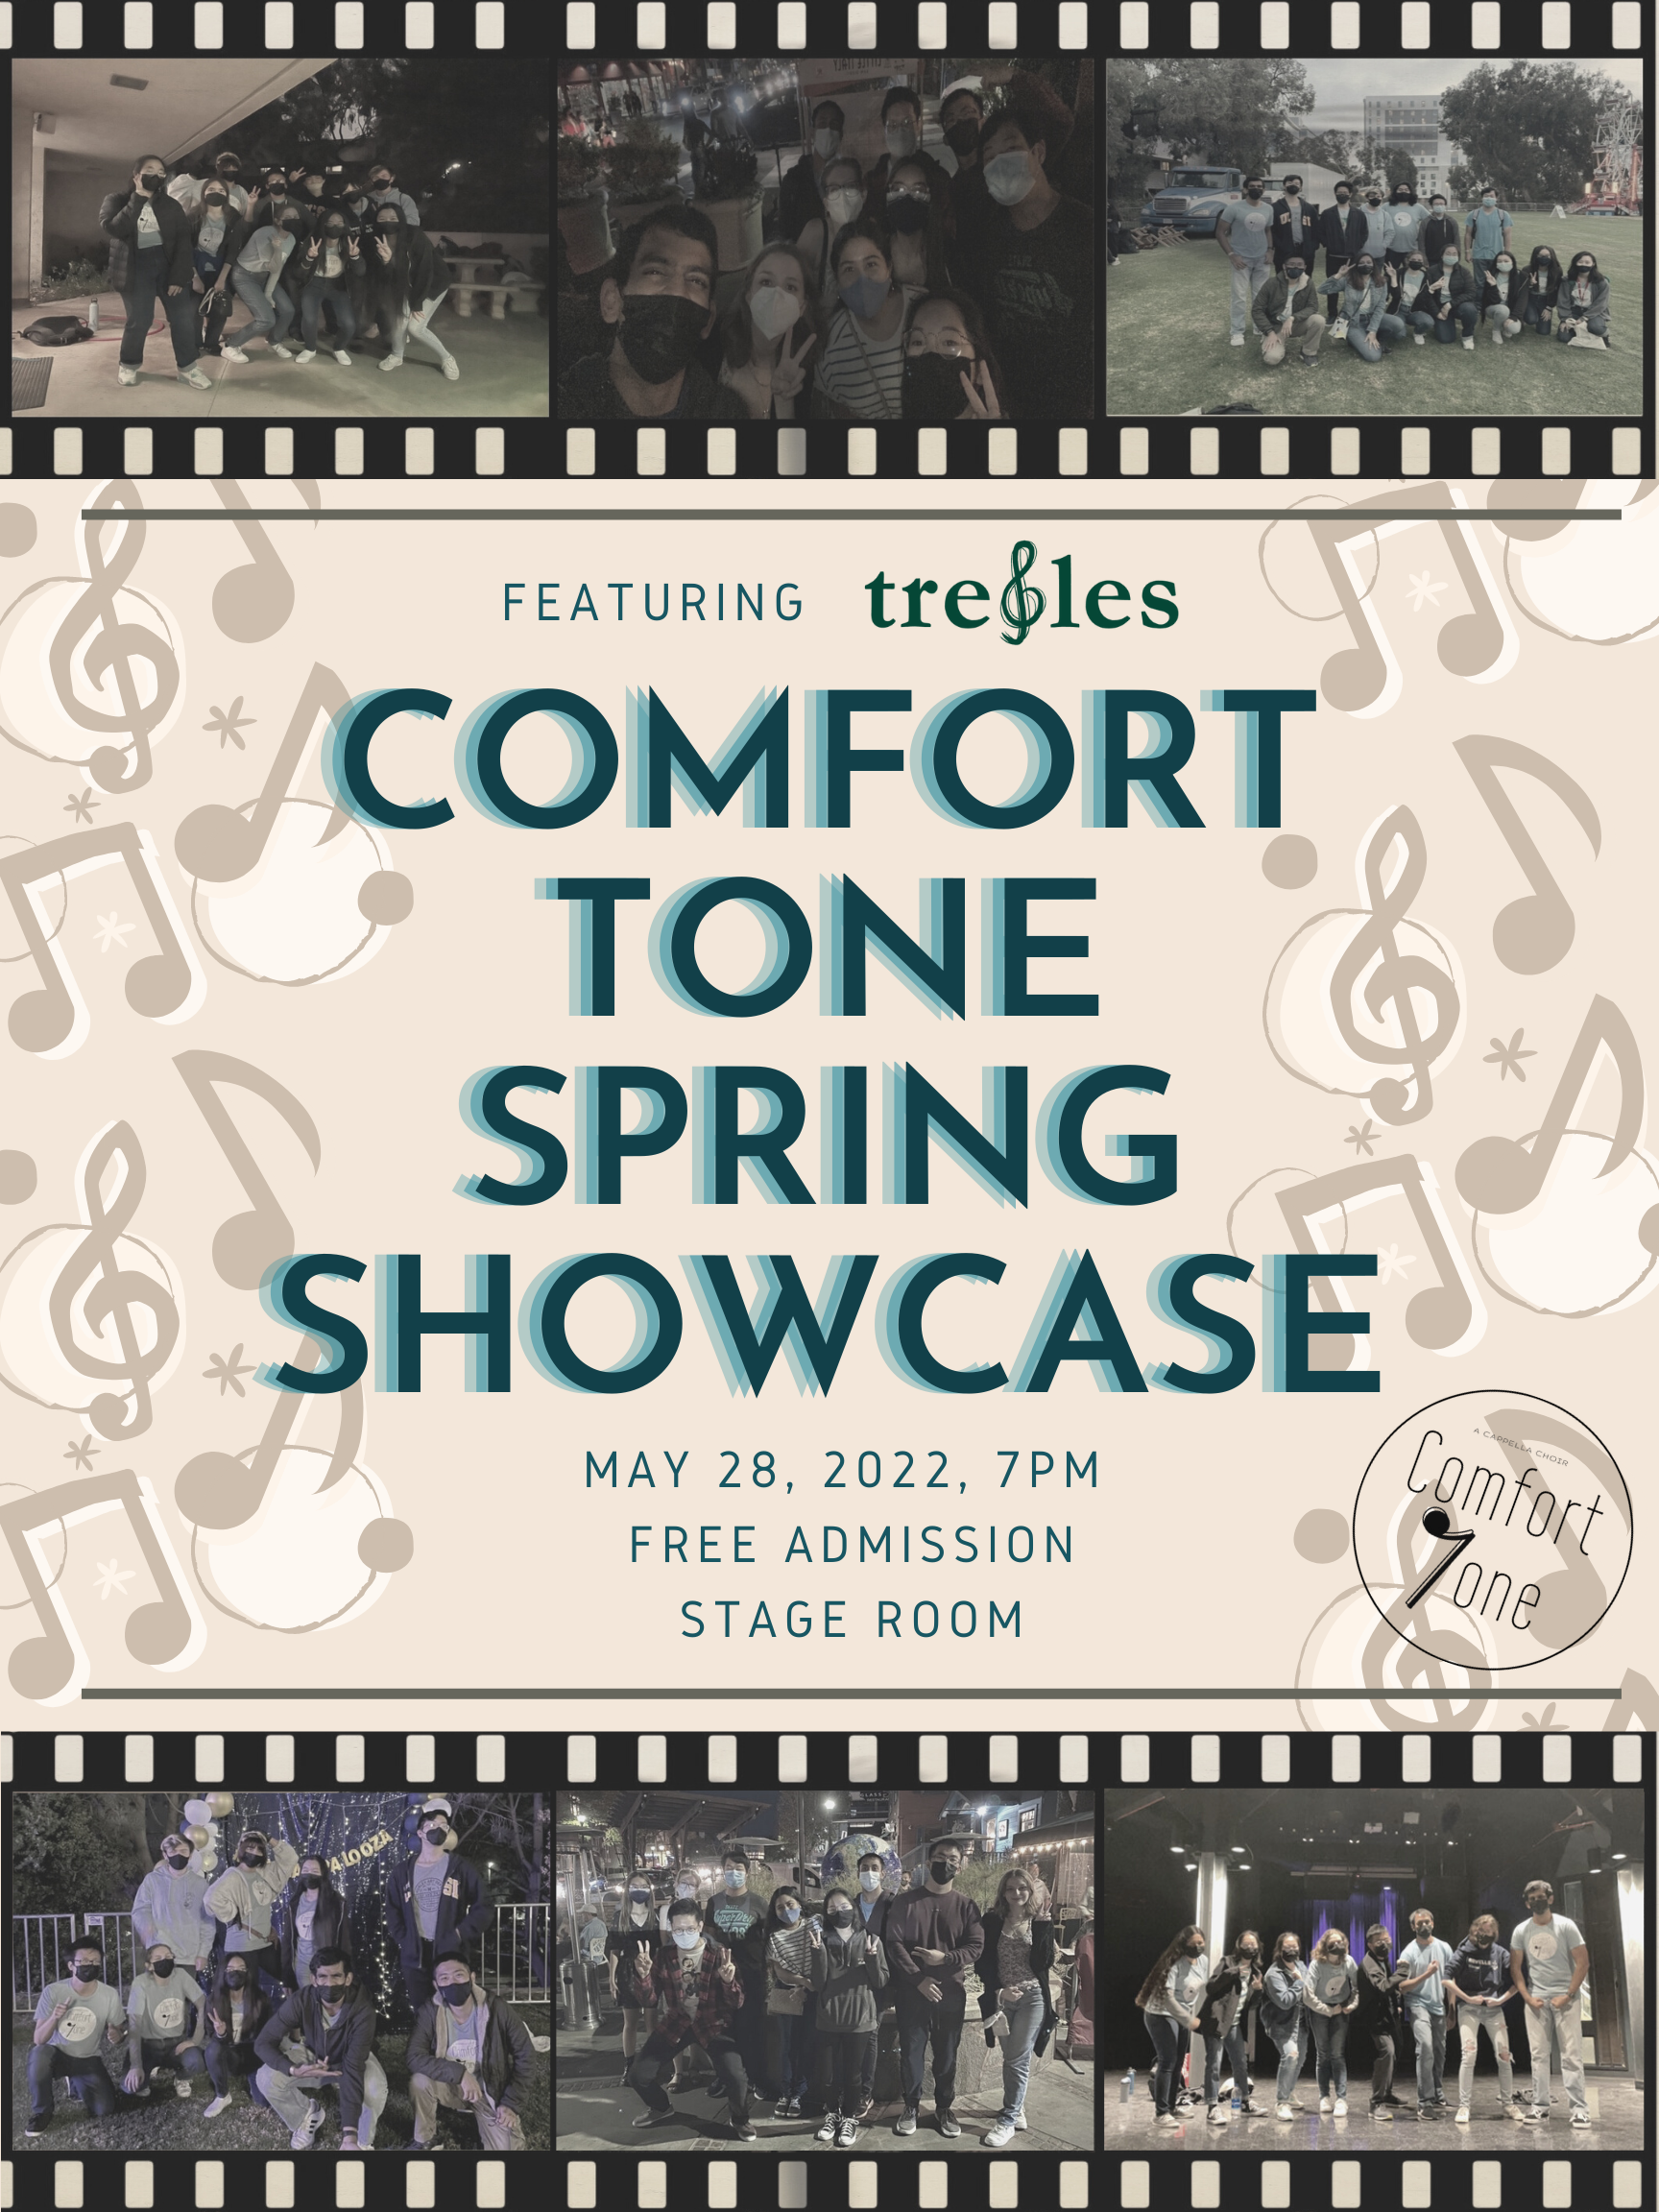 FEATURING trebles
COMFORT
TONE
SPRING
SHOWCASE
MAY 28, 2022, 7PM
FREE ADMISSION
STAGE ROOM
A CAPPELLA CHOIR
Comfort
Tone